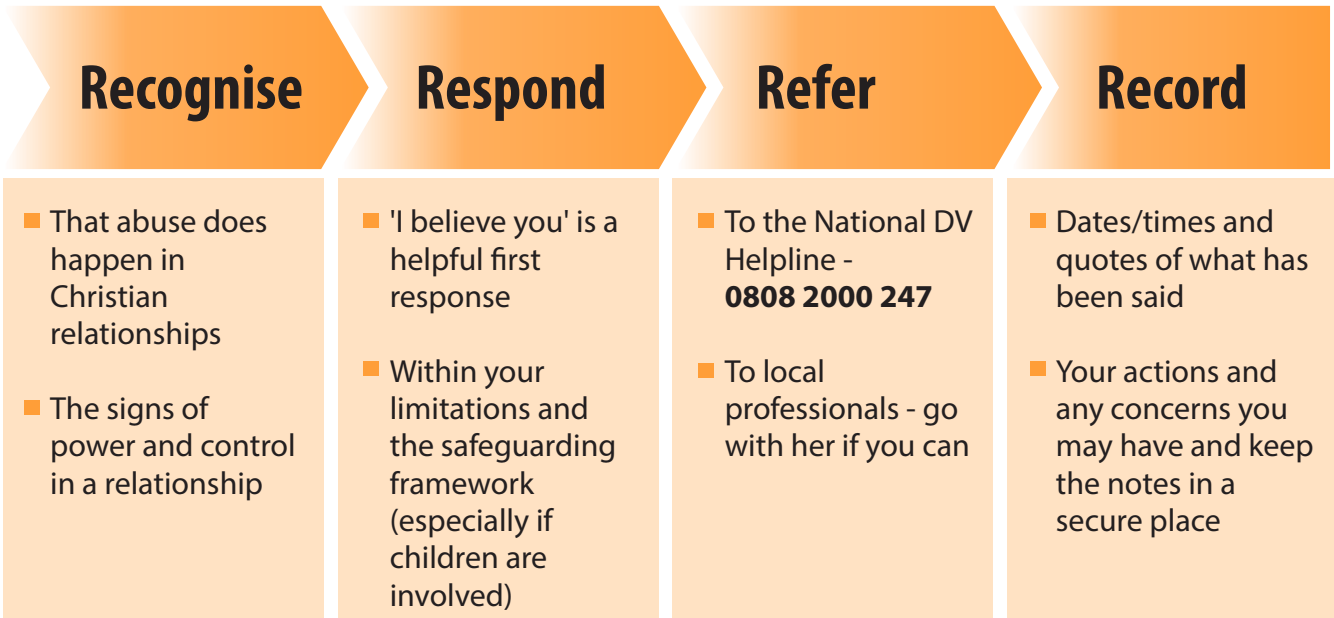 Recognise
That abuse does
happen in
Christian
relationships
The signs of
power and control
in a relationship
Respond
'I believe you' is a
helpful first
response
Within your
limitations and
the safeguarding
framework
(especially if
children are
involved)
Refer
To the National DV
Helpline -
0808 2000 247
To local
professionals - go
with her if you can
Record
Dates/times and
quotes of what has
been said
Your actions and
any concerns you
may have and keep
the notes in a
secure place